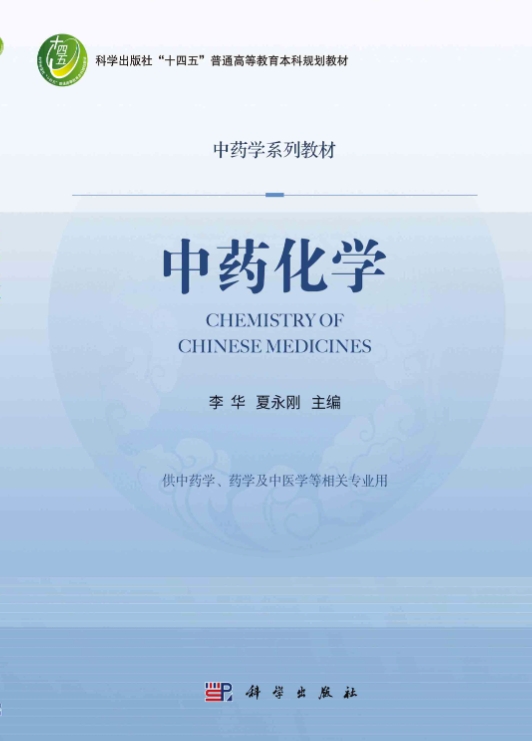 十四五
科学出版社“十四五”普通高等教育本科规划教材
中药学系列教材
中药化学
CHEMISTRY OF
CHINESE MEDICINES
李 华 夏永刚 主编
供中药学、药学及中医学等相关专业用
科学出版社